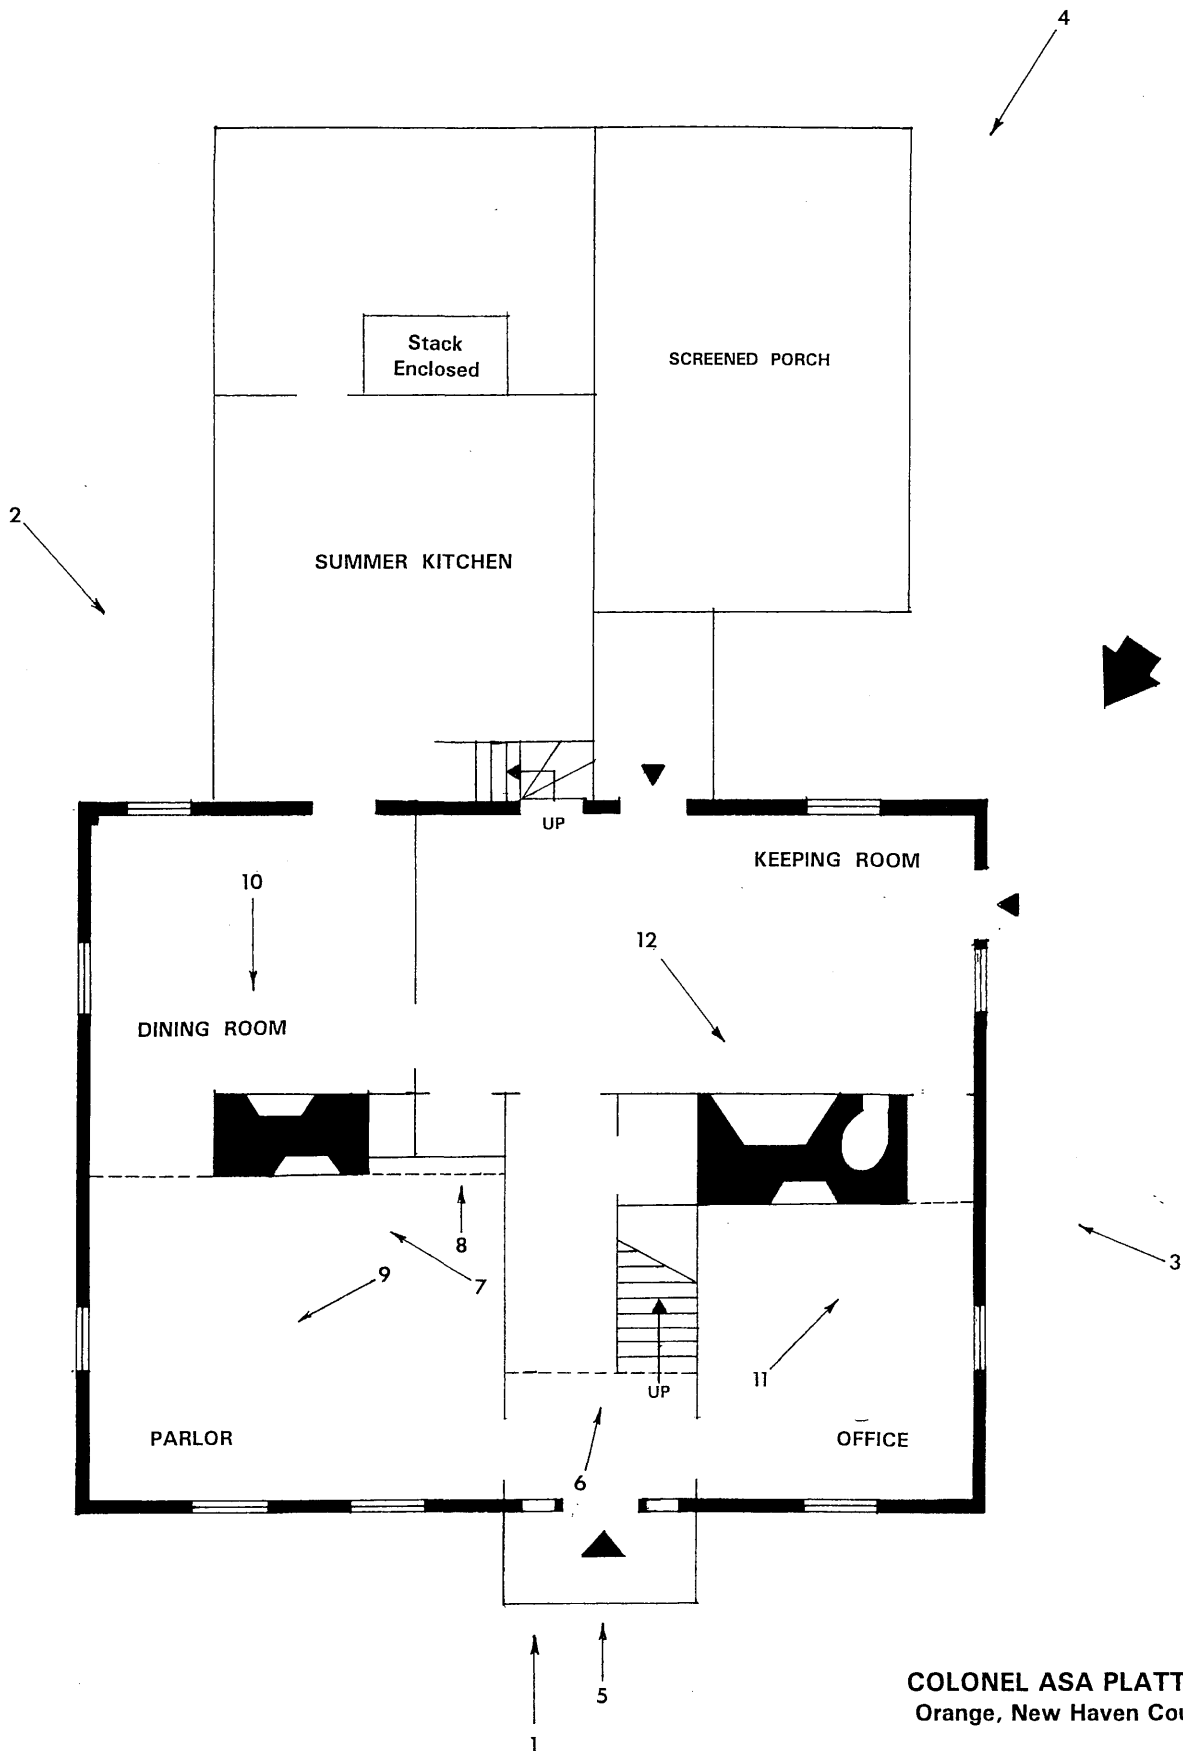 4
Stack
Enclosed
SCREENED PORCH
2
SUMMER KITCHEN
UP
KEEPING ROOM
10
12
DINING ROOM
8
9
7
3
11
UP
PARLOR
OFFICE
6
5
COLONEL ASA PLATT
Orange, New Haven
1